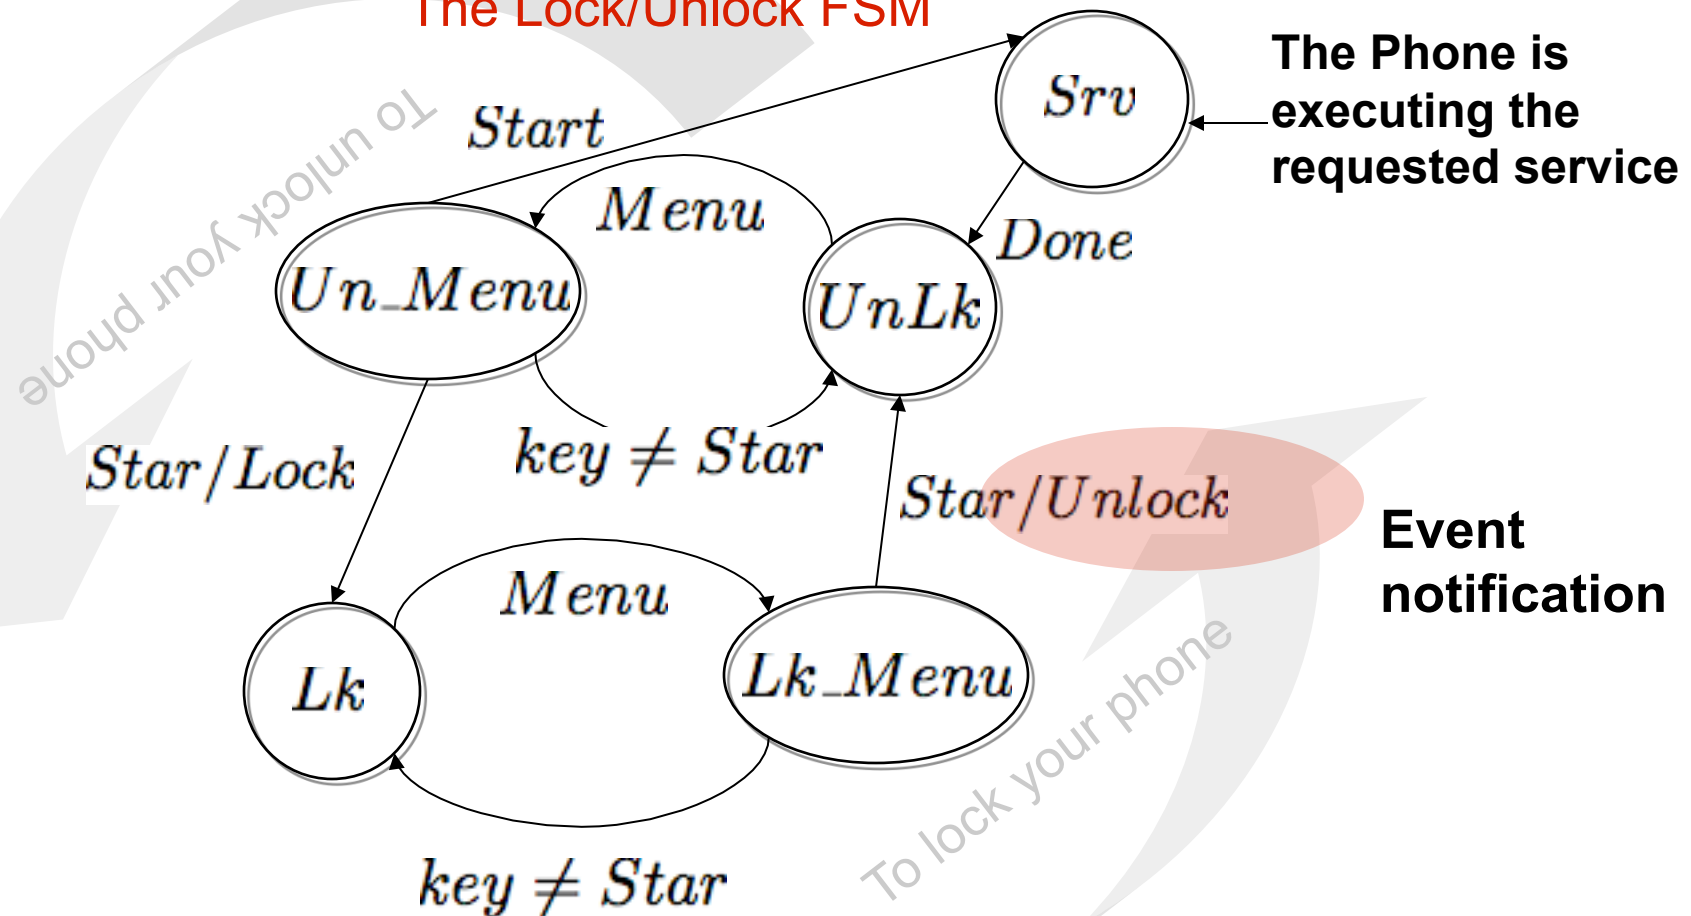 The Lock/Unlock FSM
The Phone is
executing the
requested service
Srv
Start
To unlock your phone
Menu
Done
Un_Menu
UnLk
key ≠ Star
Star/Lock
Star/Unlock
Event
notification
Menu
Lk
Lk_Menu
To lock your phone
key ≠ Star